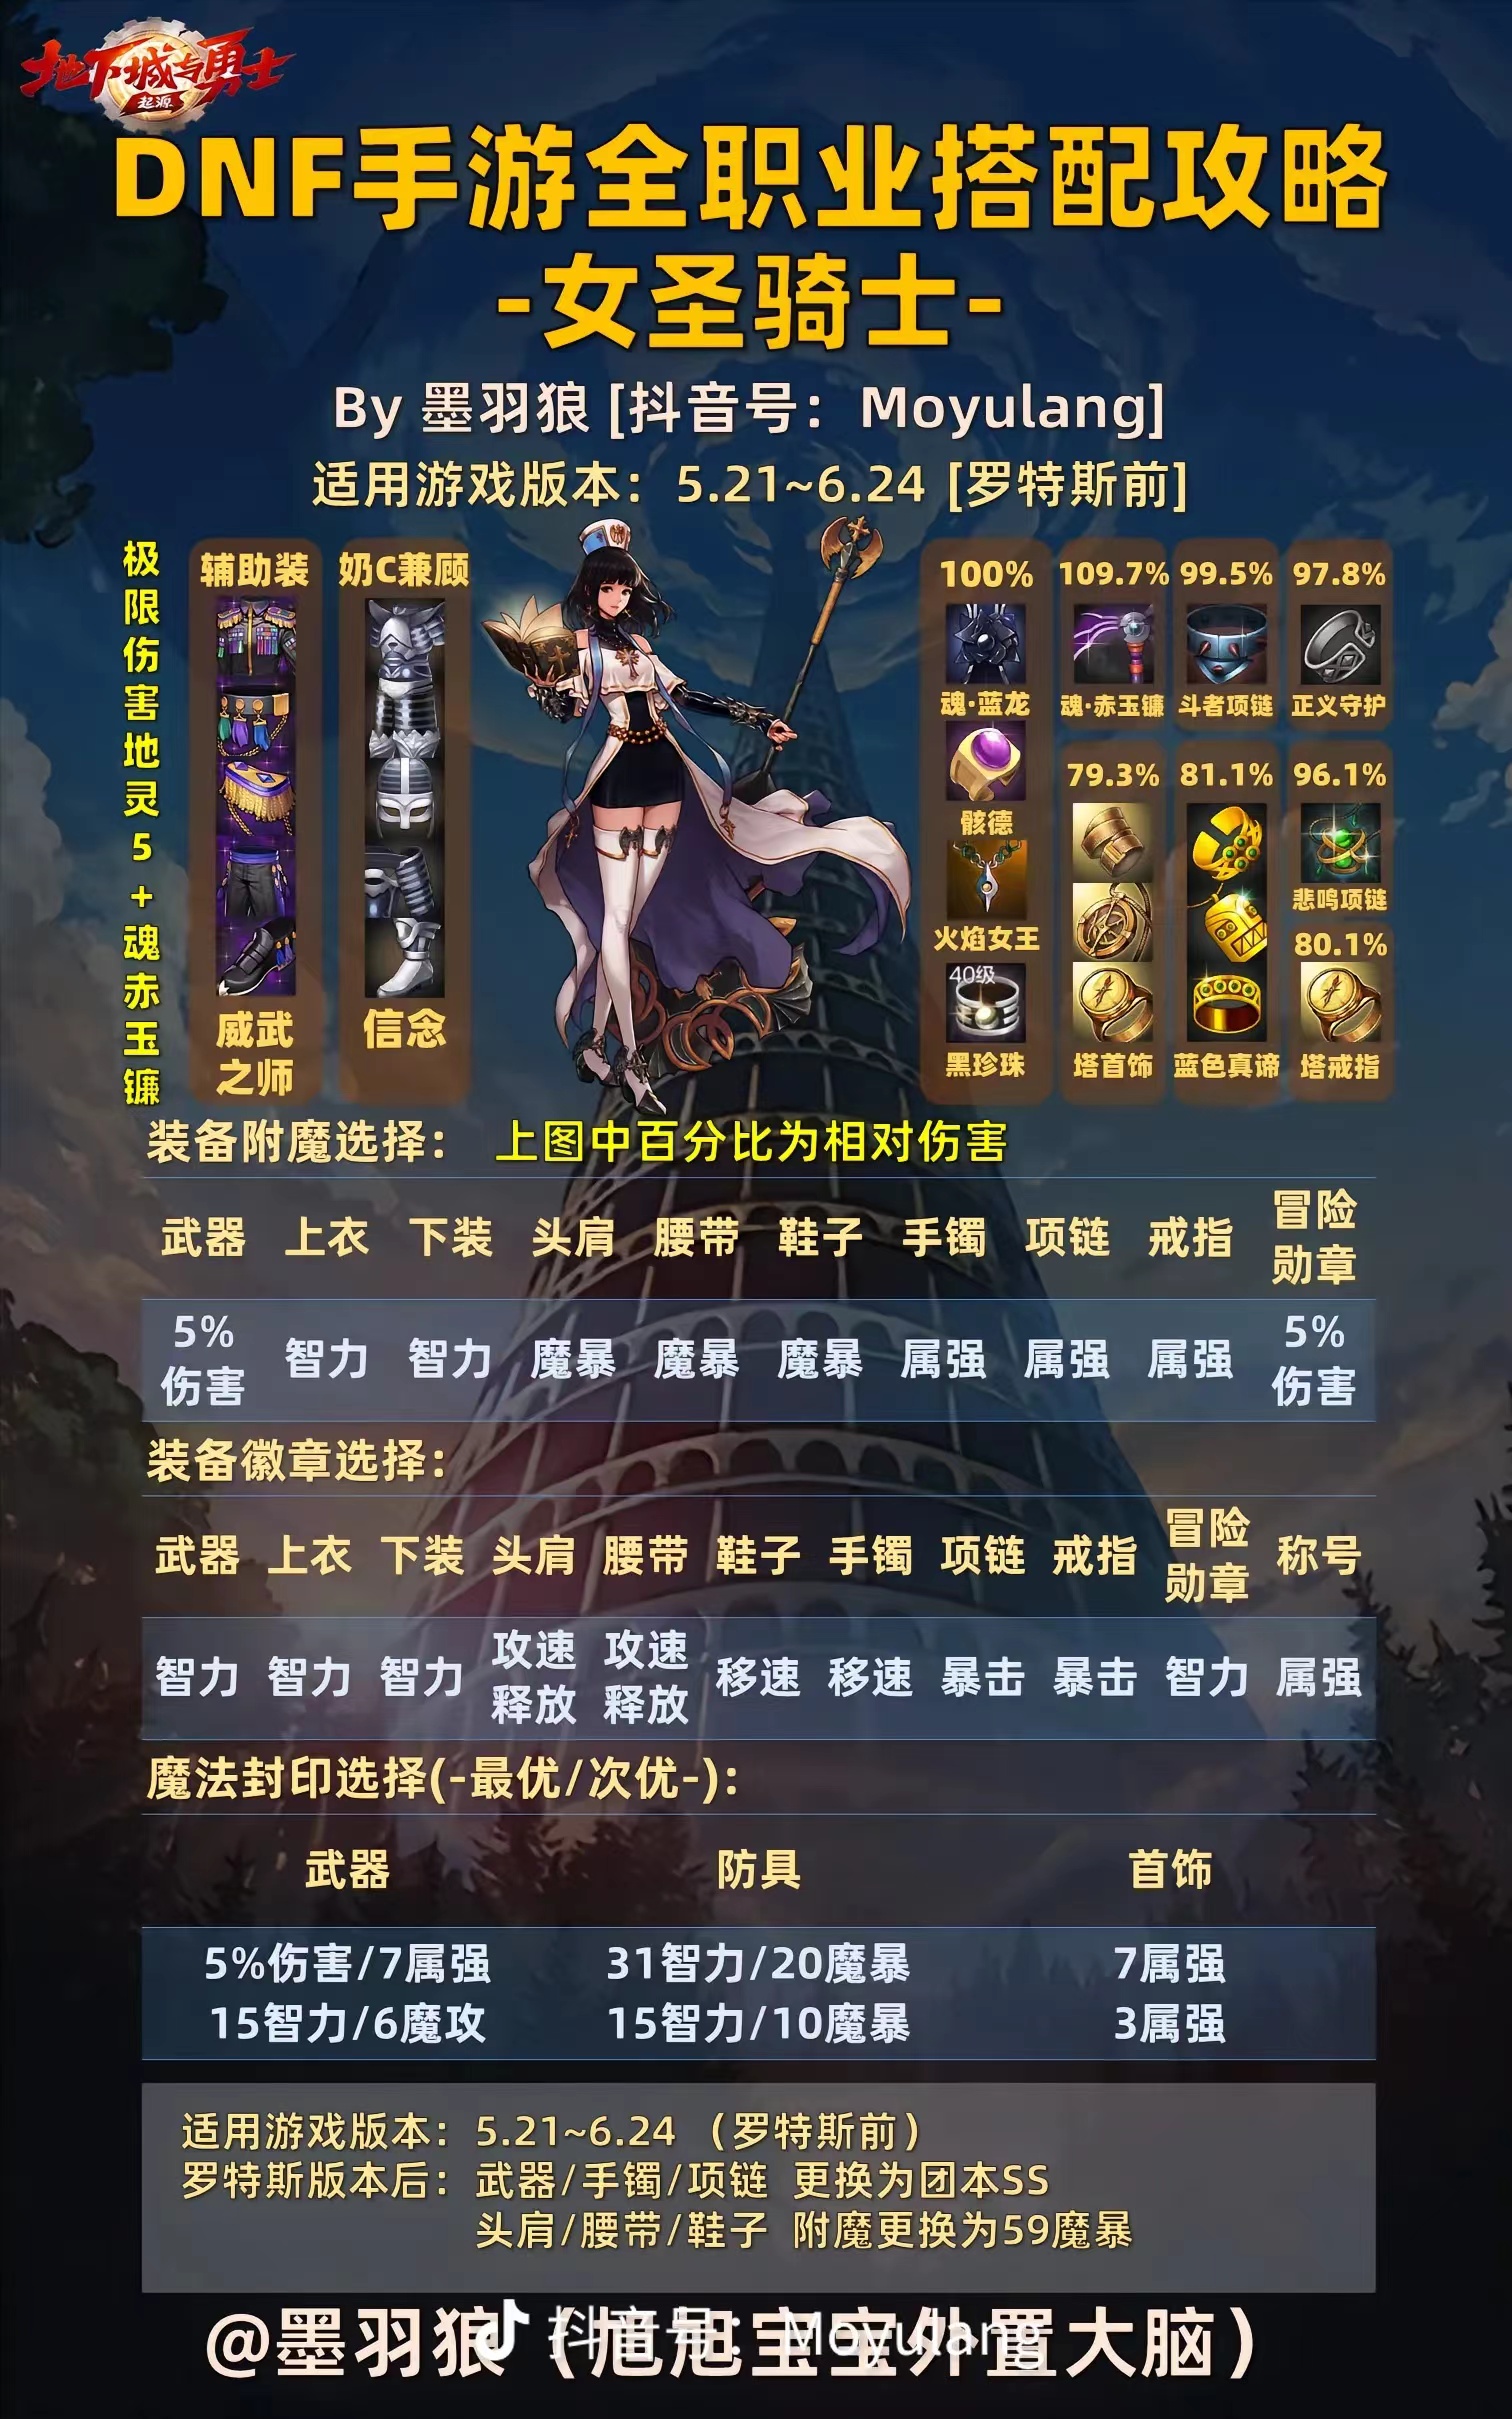 地下城与勇士
起源
DNF手游全职业搭配攻略
-女圣骑士-
By 墨羽狼 [抖音号：Moyulang]
适用游戏版本：5.21~6.24 [罗特斯前]
极限伤害地灵5+魂赤玉镰
辅助装
威武
之师
奶C兼顾
信念
100%
魂·蓝龙
骸德
火焰女王
40级
黑珍珠
109.7%
魂·赤玉镰
99.5%
斗者项链
97.8%
正义守护
79.3%
塔首饰
81.1%
蓝色真谛
96.1%
悲鸣项链
80.1%
塔戒指
装备附魔选择： 上图中百分比为相对伤害
武器 上衣 下装 头肩 腰带 鞋子 手镯 项链 戒指 冒险勋章
5%伤害 智力 智力 魔暴 魔暴 魔暴 属强 属强 属强 5%伤害
装备徽章选择：
武器 上衣 下装 头肩 腰带 鞋子 手镯 项链 戒指 冒险勋章 称号
智力 智力 智力 攻速释放 攻速释放 移速 移速 暴击 暴击 智力 属强
魔法封印选择(-最优/次优-)：
武器 防具 首饰
5%伤害/7属强 31智力/20魔暴 7属强
15智力/6魔攻 15智力/10魔暴 3属强
适用游戏版本：5.21~6.24 （罗特斯前）
罗特斯版本后：武器/手镯/项链 更换为团本SS
头肩/腰带/鞋子 附魔更换为59魔暴
@墨羽狼（旭旭宝宝外置大脑）
抖音号：Moyulang